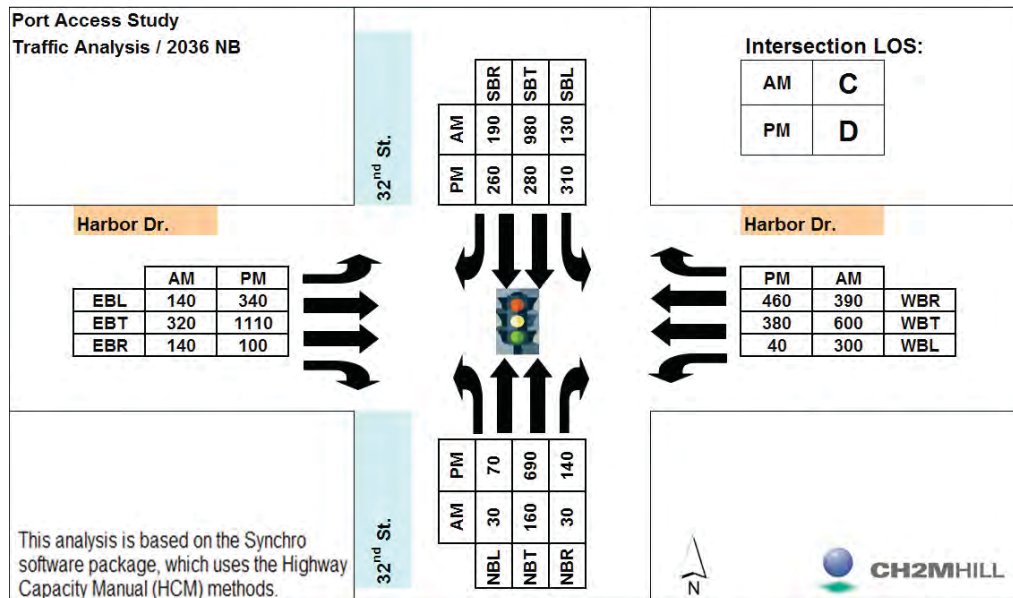 Port Access Study
Traffic Analysis / 2036 NB
32nd St.
SBR SBT SBL
AM 190 980 130
PM 260 280 310
Intersection LOS:
AM C
PM D
Harbor Dr.
AM PM
EBL 140 340
EBT 320 1110
EBR 140 100
Harbor Dr.
PM AM
460 390 WBR
380 600 WBT
40 300 WBL
PM 70 690 140
AM 30 160 30
NBL NBT NBR
32nd St.
This analysis is based on the Synchro
software package, which uses the Highway
Capacity Manual (HCM) methods.
N
CH2MHILL